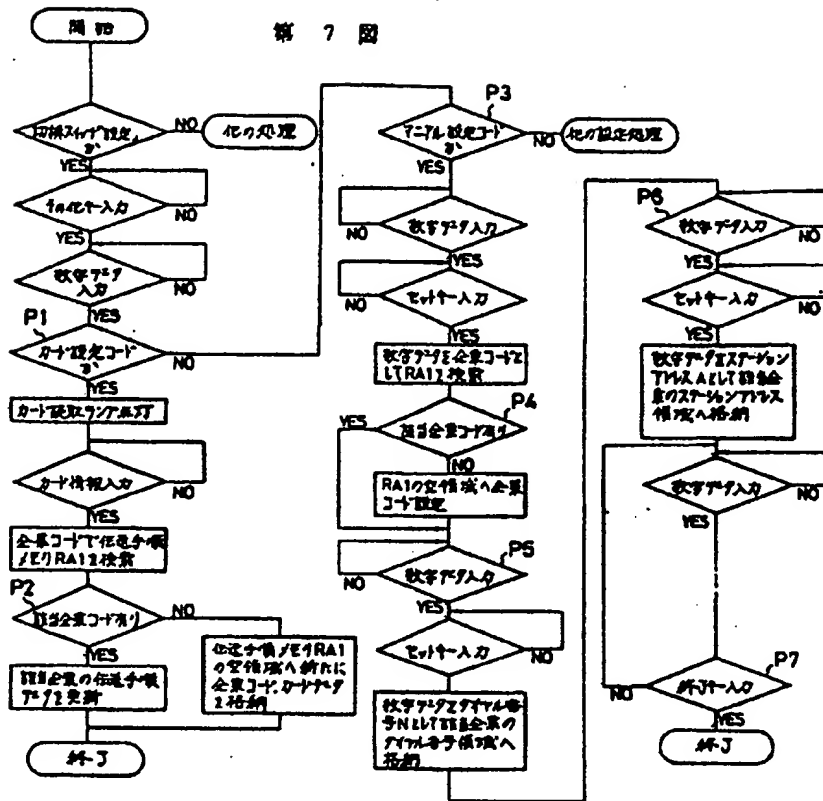 第 7 図
開始
切換スイッチ設定
か
NO
他の処理
YES
その他キー入力
NO
YES
数字データ
入力
NO
YES
P1
カード設定コード
か
NO
YES
カード読取ランプ点灯
カード情報入力
NO
YES
企業コードで伝送手順
メモリRA1を検索
P2
該当企業コード有り
NO
YES
該当企業の伝送手順
データを更新
伝送手順メモリRA1
の空領域へ新たに
企業コード、カードデータ
を格納
終了
P3
マニアル設定コード
か
NO
他の設定処理
YES
数字データ入力
NO
YES
セットキー入力
NO
YES
数字データを企業コードと
してRA1を検索
P4
YES
該当企業コード有り
NO
RA1の空領域へ企業
コード設定
P5
数字データ入力
NO
YES
セットキー入力
NO
YES
数字データをダイヤル番
号Nとして該当企業の
ダイヤル番号領域へ
格納
P6
数字データ入力
NO
YES
セットキー入力
NO
YES
数字データをステーション
アドレスAとして該当企
業のステーションアドレス
領域へ格納
数字データ入力
NO
YES
P7
終了キー入力
NO
YES
終了